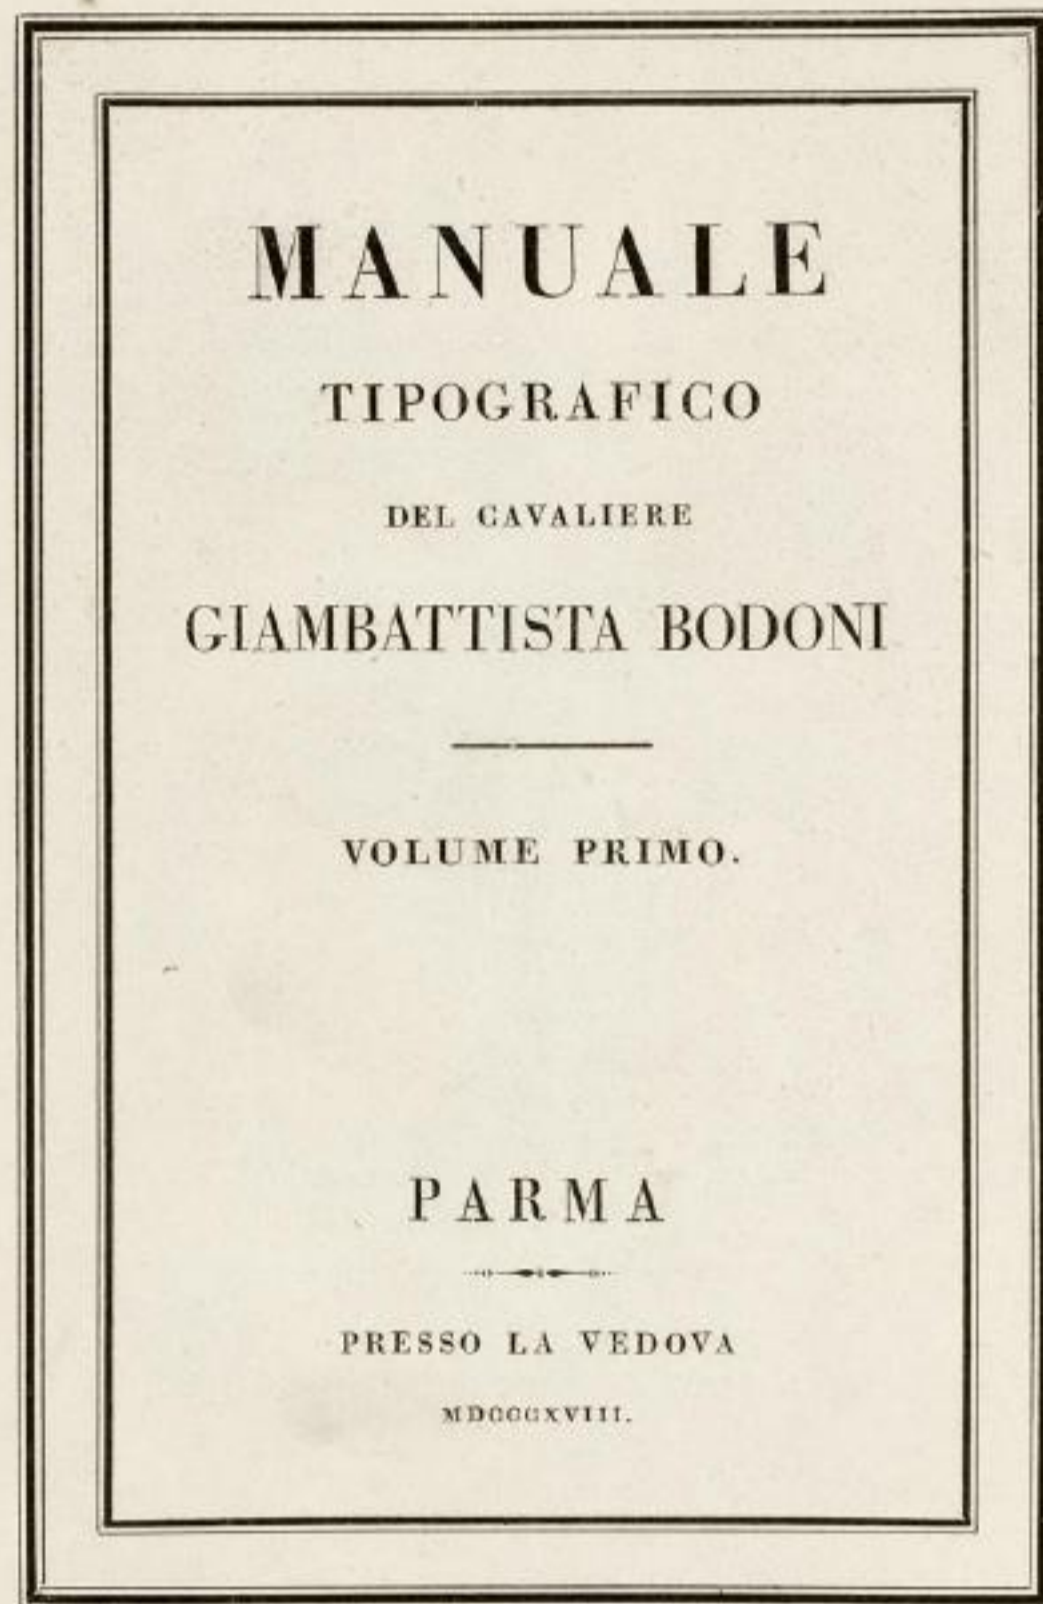 MANUALE
TIPOGRAFICO
DEL CAVALIERE
GIAMBATTISTA BODONI
VOLUME PRIMO.
PARMA
PRESSO LA VEDOVA
MDCCCXVIII.